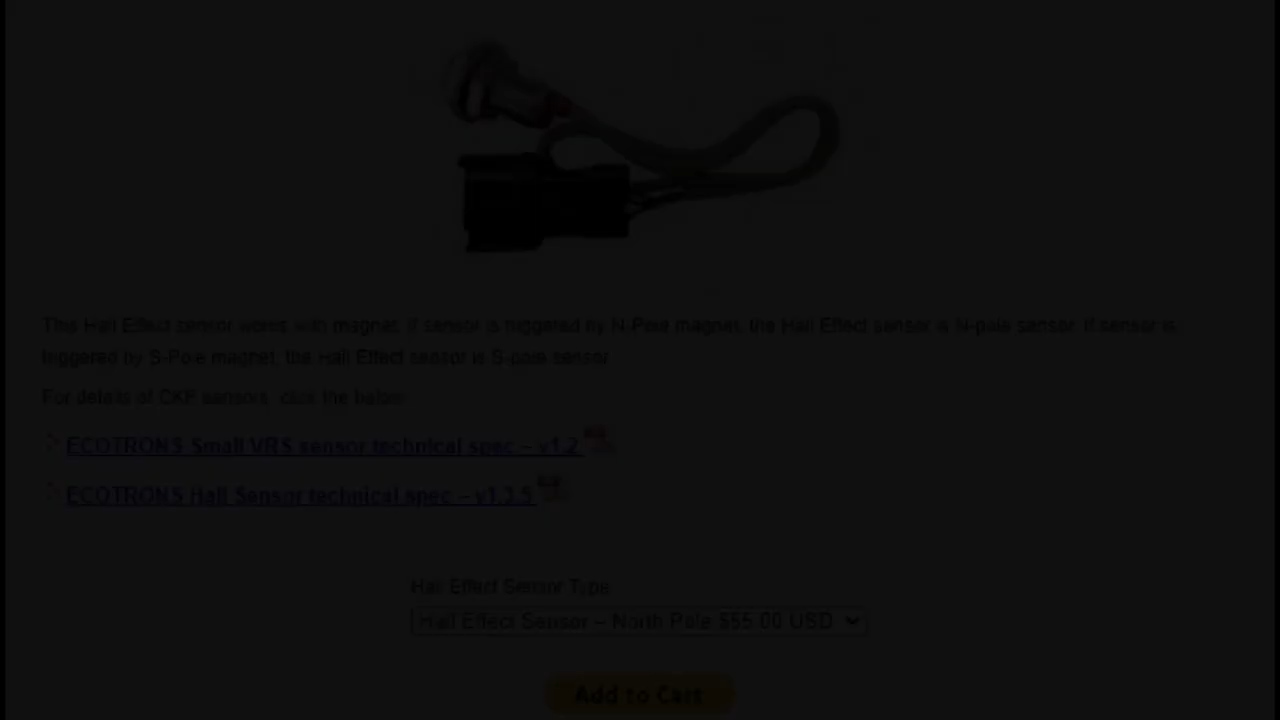 This Hall Effect sensor works with magnet. If sensor is triggered by N-Pole magnet, the Hall Effect sensor is N-pole sensor. If sensor is
triggered by S-Pole magnet, the Hall Effect sensor is S-pole sensor.
For details of CKP sensors, click the below:
ECOTRONS Small VRS sensor technical spec – v1.2
ECOTRONS Hall Sensor technical spec – v1.3.5
Hall Effect Sensor Type
Hall Effect Sensor – North Pole $55.00 USD
Add to Cart